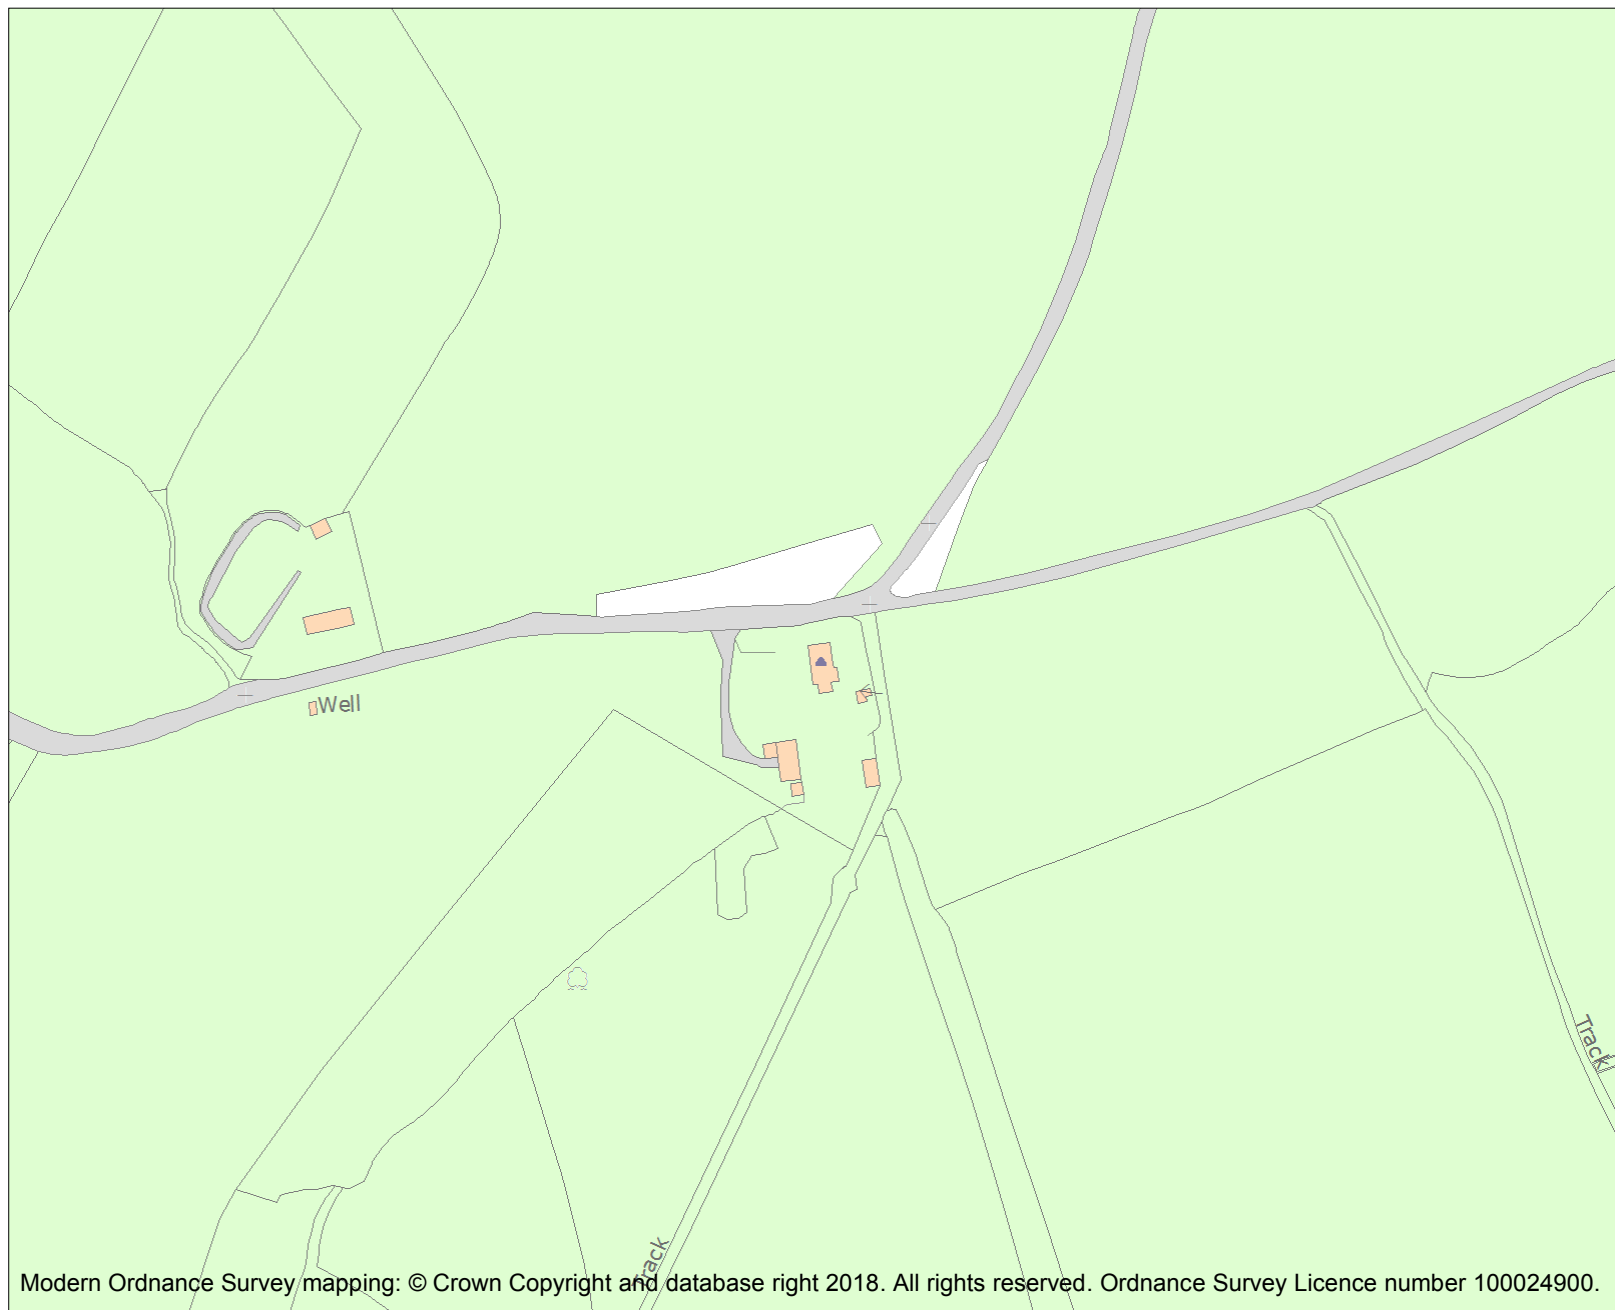 Well
Track
Track
Modern Ordnance Survey mapping: © Crown Copyright and database right 2018. All rights reserved. Ordnance Survey Licence number 100024900.